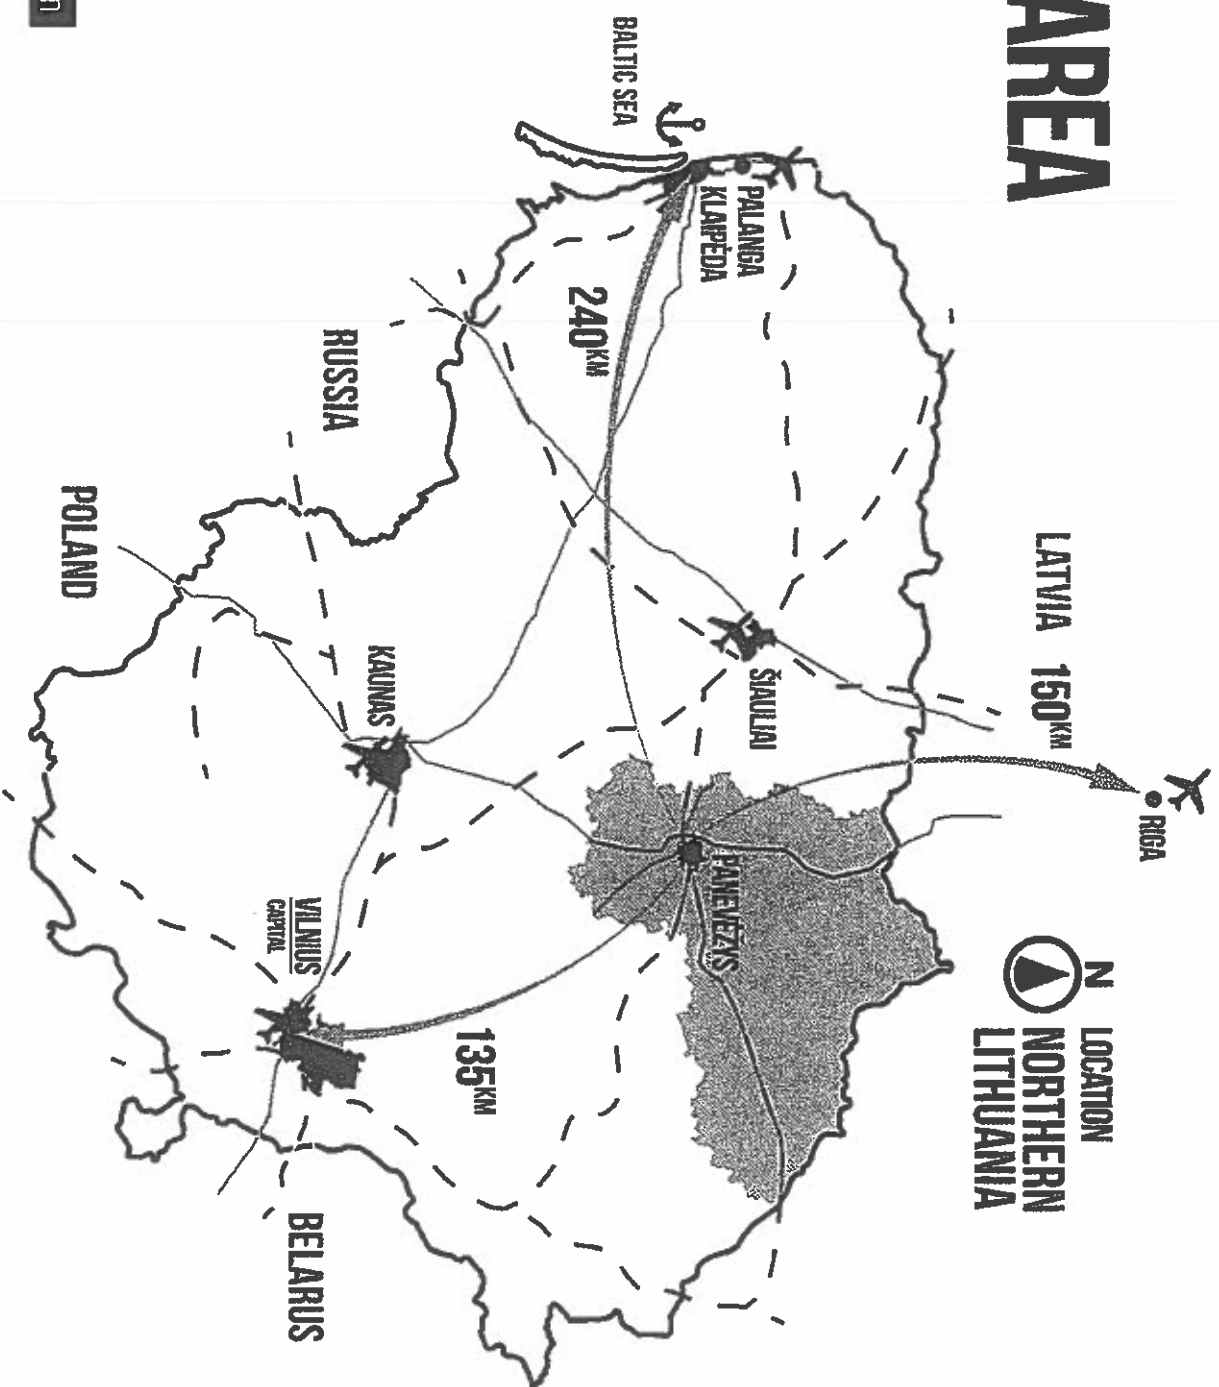 AREA
N
LOCATION
NORTHERN
LITHUANIA
LATVIA 150KM
RIGA
PALANGA
KLAIPĖDA
BALTIC SEA
ŠIAULIAI
PANEVĖŽYS
240KM
135KM
RUSSIA
KAUNAS
VILNIUS
CAPITAL
POLAND
BELARUS